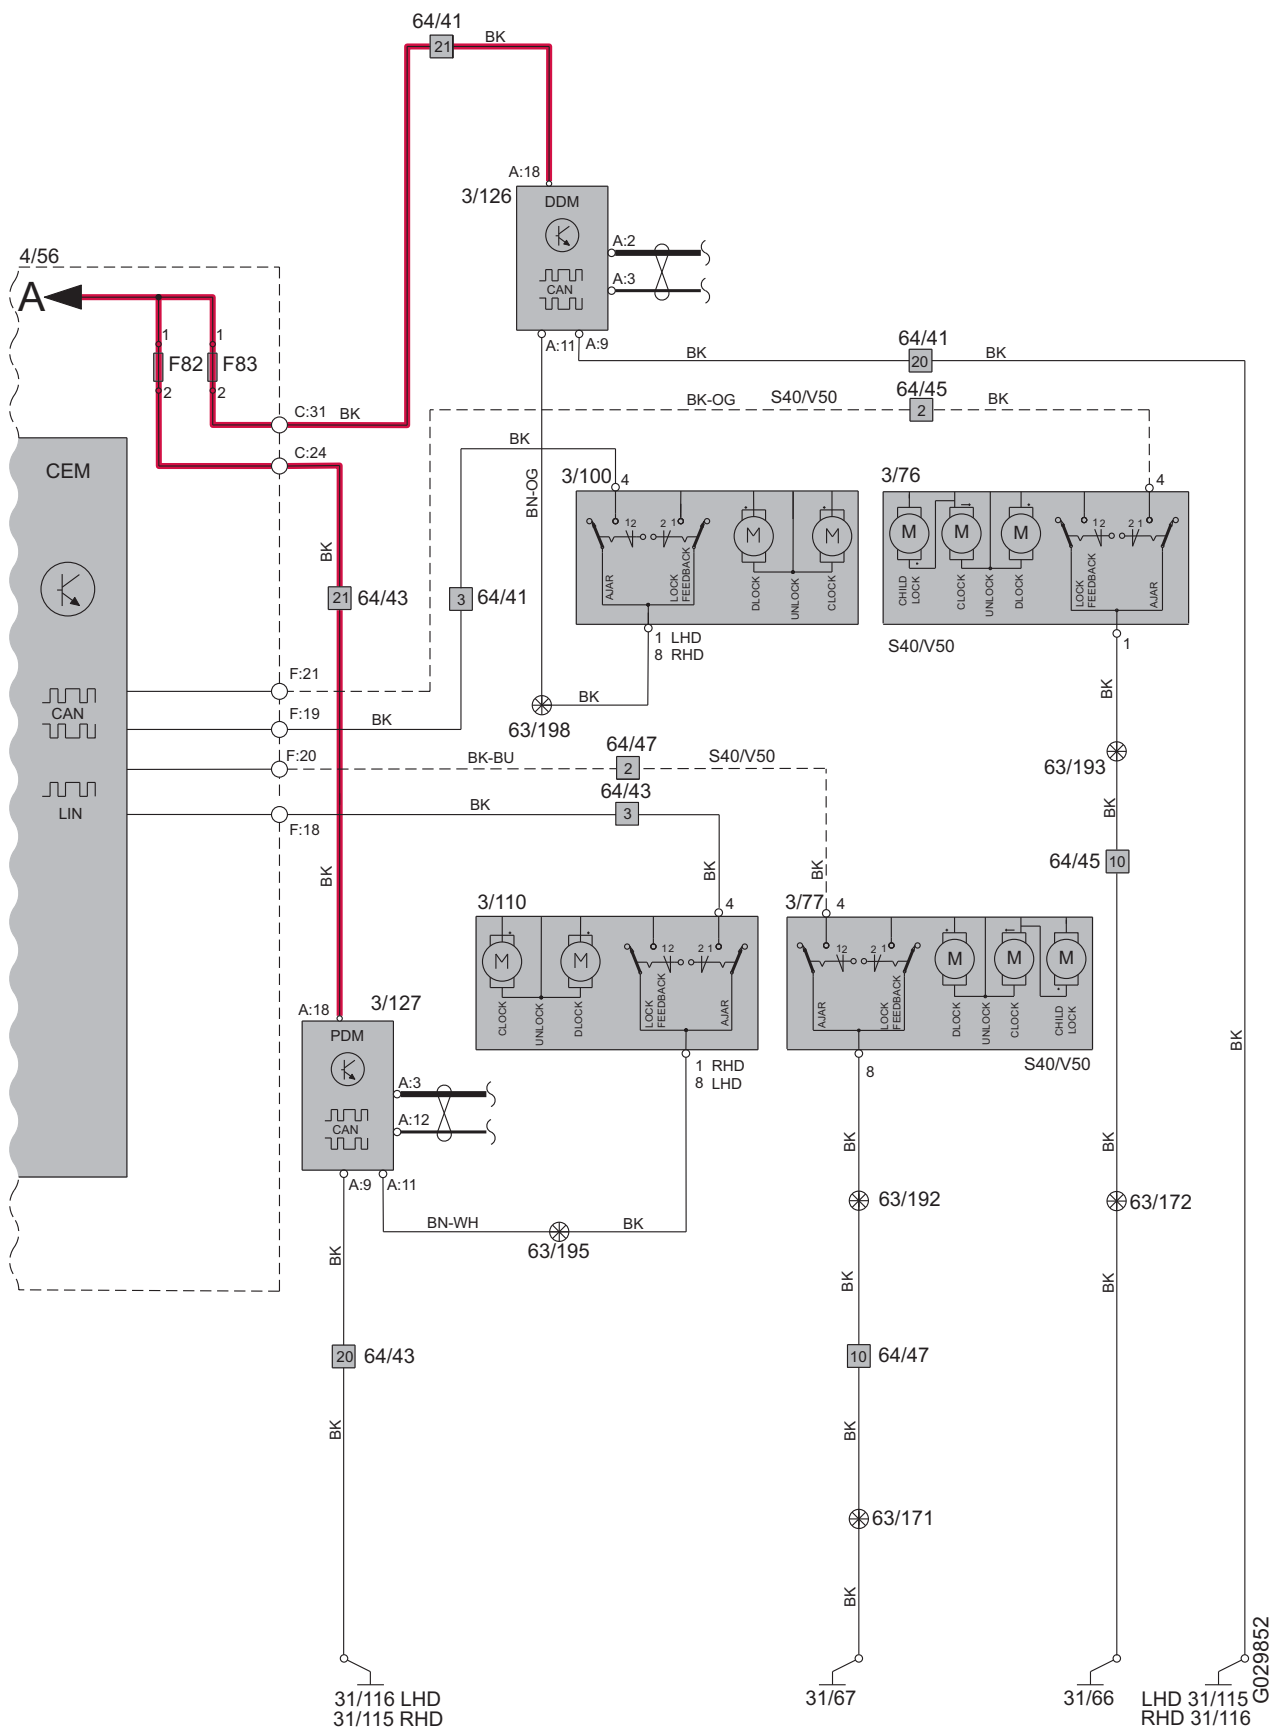 64/41
21
BK
A:18
3/126
DDM
A:2
A:3
CAN
A:11
A:9
4/56
A
1
1
F82
F83
2
2
C:31
BK
C:24
BK
64/41
20
BK
64/45
BK-OG
S40/V50
2
BK
BK
BN-OG
3/100
4
3/76
4
CEM
12
2 1
M
M
AJAR
LOCK
FEEDBACK
DLOCK
UNLOCK
CLOCK
M
M
M
12
2 1
CHILD
LOCK
CLOCK
UNLOCK
DLOCK
LOCK
FEEDBACK
AJAR
BK
21
64/43
3
64/41
1 LHD
8 RHD
S40/V50
1
F:21
BK
BK
63/198
CAN
F:19
BK
F:20
BK-BU
64/47
2
S40/V50
63/193
LIN
F:18
BK
64/43
3
BK
64/45
10
BK
BK
BK
3/110
4
3/77
4
M
M
12
2 1
CLOCK
UNLOCK
DLOCK
LOCK
FEEDBACK
AJAR
12
2 1
M
M
M
AJAR
LOCK
FEEDBACK
DLOCK
UNLOCK
CLOCK
CHILD
LOCK
A:18
3/127
PDM
A:3
A:12
CAN
1 RHD
8 LHD
8
S40/V50
BK
A:9
A:11
BN-WH
BK
63/195
BK
BK
63/192
BK
63/172
BK
BK
BK
20
64/43
10
64/47
BK
BK
63/171
BK
31/116 LHD
31/115 RHD
31/67
31/66
LHD 31/115
RHD 31/116
G029852